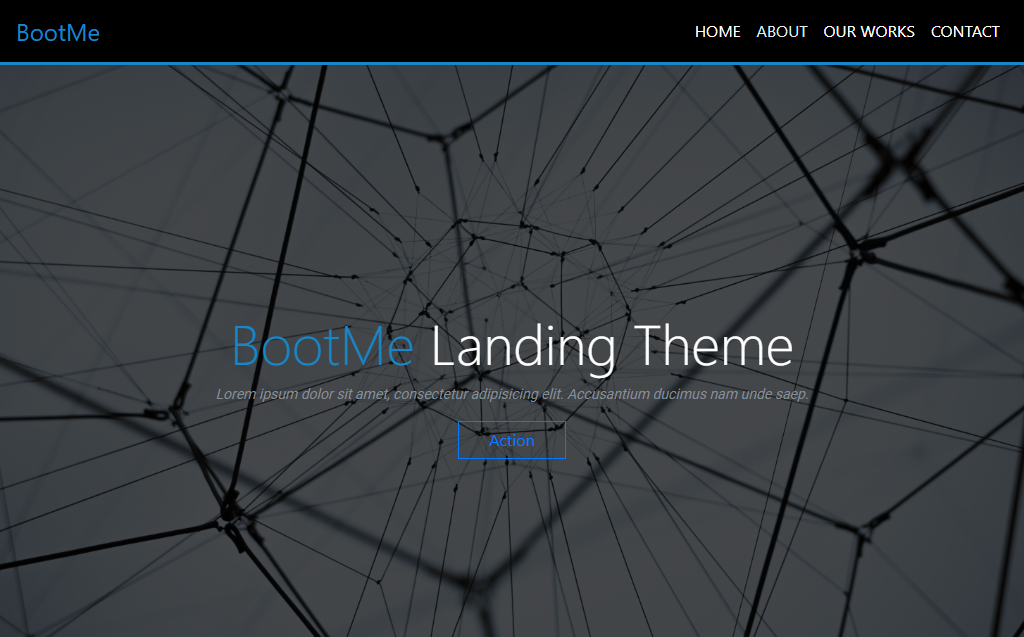 BootMe
HOME ABOUT OUR WORKS CONTACT
BootMe Landing Theme
Lorem ipsum dolor sit amet, consectetur adipisicing elit. Accusantium ducimus nam unde saep.
Action